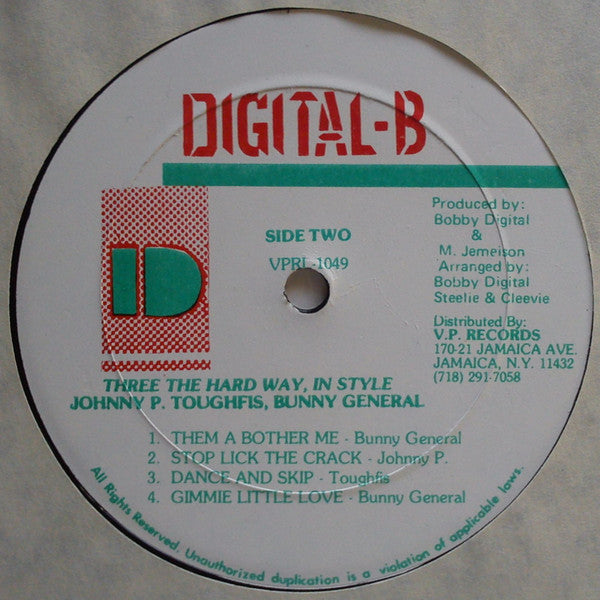 DIGITAL-B
D
SIDE TWO
VPRL-1049
Produced by:
Bobby Digital
&
M. Jemeison
Arranged by:
Bobby Digital
Steelie & Cleevie
Distributed By:
V.P. RECORDS
170-21 JAMAICA AVE.
JAMAICA, N.Y. 11432
(718) 291-7058
THREE THE HARD WAY, IN STYLE
JOHNNY P. TOUGHFIS, BUNNY GENERAL
1. THEM A BOTHER ME - Bunny General
2. STOP LICK THE CRACK - Johnny P.
3. DANCE AND SKIP - Toughfis
4. GIMMIE LITTLE LOVE - Bunny General
All Rights Reserved. Unauthorized duplication is a violation of applicable laws.